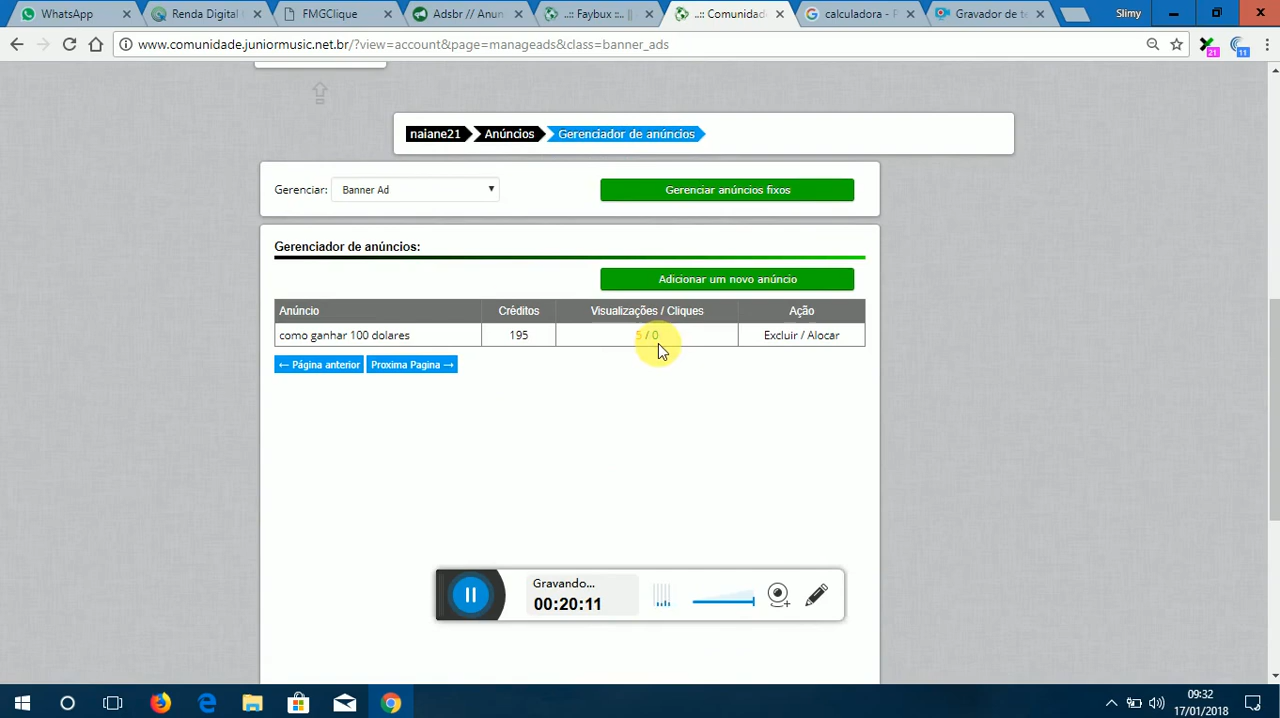 WhatsApp
Renda Digital
FMGClique
Adsbr // Anun
..:: Faybux ::.. ||
..:: Comunidad
calculadora - P
Gravador de te
Slimy
www.comunidade.juniormusic.net.br/?view=account&page=manageads&class=banner_ads
21
11
naiane21
Anúncios
Gerenciador de anúncios
Gerenciar:
Banner Ad
Gerenciar anúncios fixos
Gerenciador de anúncios:
Adicionar um novo anúncio
Anúncio
Créditos
Visualizações / Cliques
Ação
como ganhar 100 dolares
195
5 / 0
Excluir / Alocar
← Página anterior
Proxima Pagina →
Gravando...
00:20:11
09:32
17/01/2018